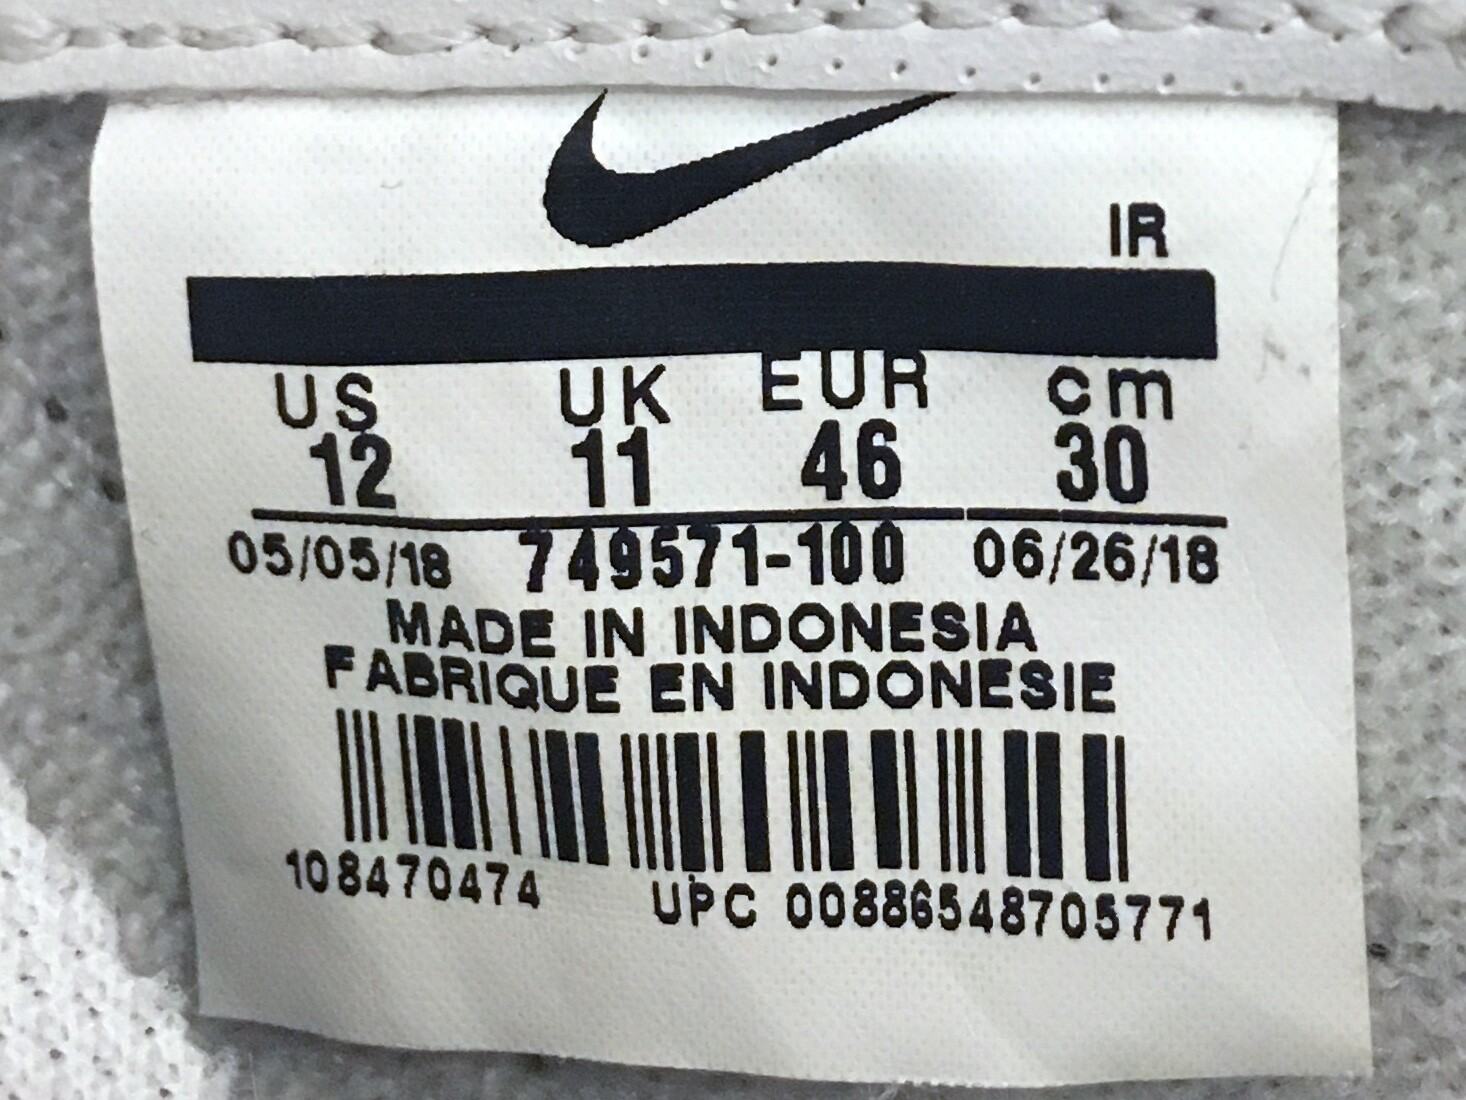 IR
US UK EUR cm
12 11 46 30
05/05/18 749571-100 06/26/18
MADE IN INDONESIA
FABRIQUE EN INDONESIE
108470474 UPC 00886548705771